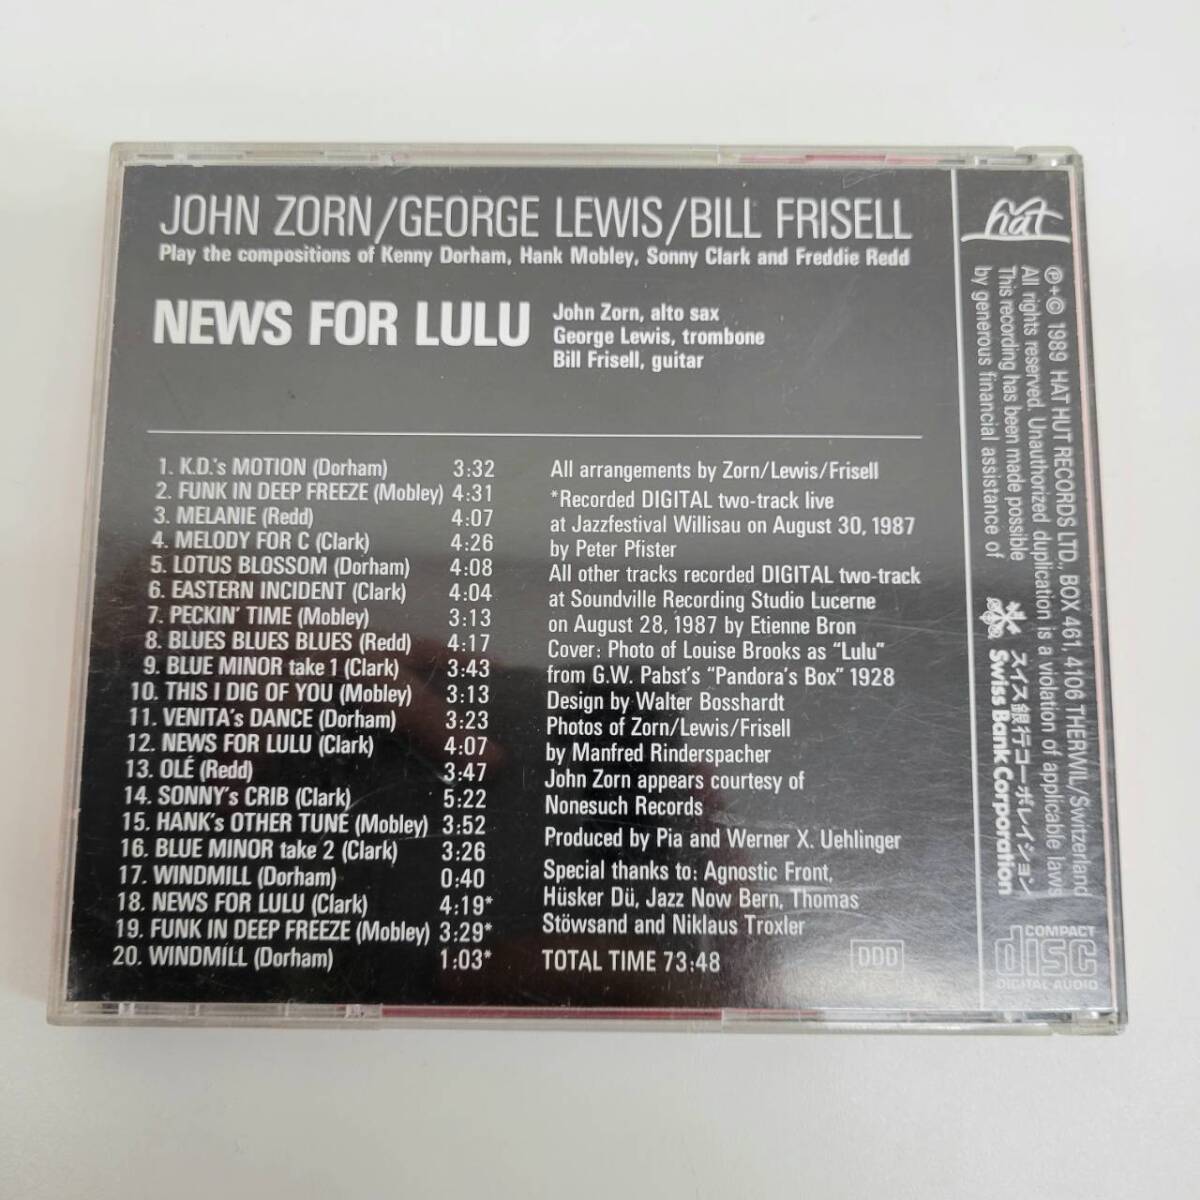 JOHN ZORN/GEORGE LEWIS/BILL FRISELL
Play the compositions of Kenny Dorham, Hank Mobley, Sonny Clark and Freddie Redd
NEWS FOR LULU
John Zorn, alto sax
George Lewis, trombone
Bill Frisell, guitar
1. K.D.'s MOTION (Dorham) 3:32
2. FUNK IN DEEP FREEZE (Mobley) 4:31
3. MELANIE (Redd) 4:07
4. MELODY FOR C (Clark) 4:26
5. LOTUS BLOSSOM (Dorham) 4:08
6. EASTERN INCIDENT (Clark) 4:04
7. PECKIN' TIME (Mobley) 3:13
8. BLUES BLUES BLUES (Redd) 4:17
9. BLUE MINOR take 1 (Clark) 3:43
10. THIS I DIG OF YOU (Mobley) 3:13
11. VENITA's DANCE (Dorham) 3:23
12. NEWS FOR LULU (Clark) 4:07
13. OLÉ (Redd) 3:47
14. SONNY's CRIB (Clark) 5:22
15. HANK's OTHER TUNE (Mobley) 3:52
16. BLUE MINOR take 2 (Clark) 3:26
17. WINDMILL (Dorham) 0:40
18. NEWS FOR LULU (Clark) 4:19*
19. FUNK IN DEEP FREEZE (Mobley) 3:29*
20. WINDMILL (Dorham) 1:03*
All arrangements by Zorn/Lewis/Frisell
*Recorded DIGITAL two-track live
at Jazzfestival Willisau on August 30, 1987
by Peter Pfister
All other tracks recorded DIGITAL two-track
at Soundville Recording Studio Lucerne
on August 28, 1987 by Etienne Bron
Cover: Photo of Louise Brooks as "Lulu"
from G.W. Pabst's "Pandora's Box" 1928
Design by Walter Bosshardt
Photos of Zorn/Lewis/Frisell
by Manfred Rinderspacher
John Zorn appears courtesy of
Nonesuch Records
Produced by Pia and Werner X. Uehlinger
Special thanks to: Agnostic Front,
Hüsker Dü, Jazz Now Bern, Thomas
Stöwsand and Niklaus Troxler
TOTAL TIME 73:48
DDD
hat
℗+© 1989 HAT HUT RECORDS LTD., BOX 461, 4106 THERWIL/Switzerland
All rights reserved. Unauthorized duplication is a violation of applicable laws
This recording has been made possible
by generous financial assistance of
スイス銀行コーポレイション
Swiss Bank Corporation
COMPACT
disc
DIGITAL AUDIO